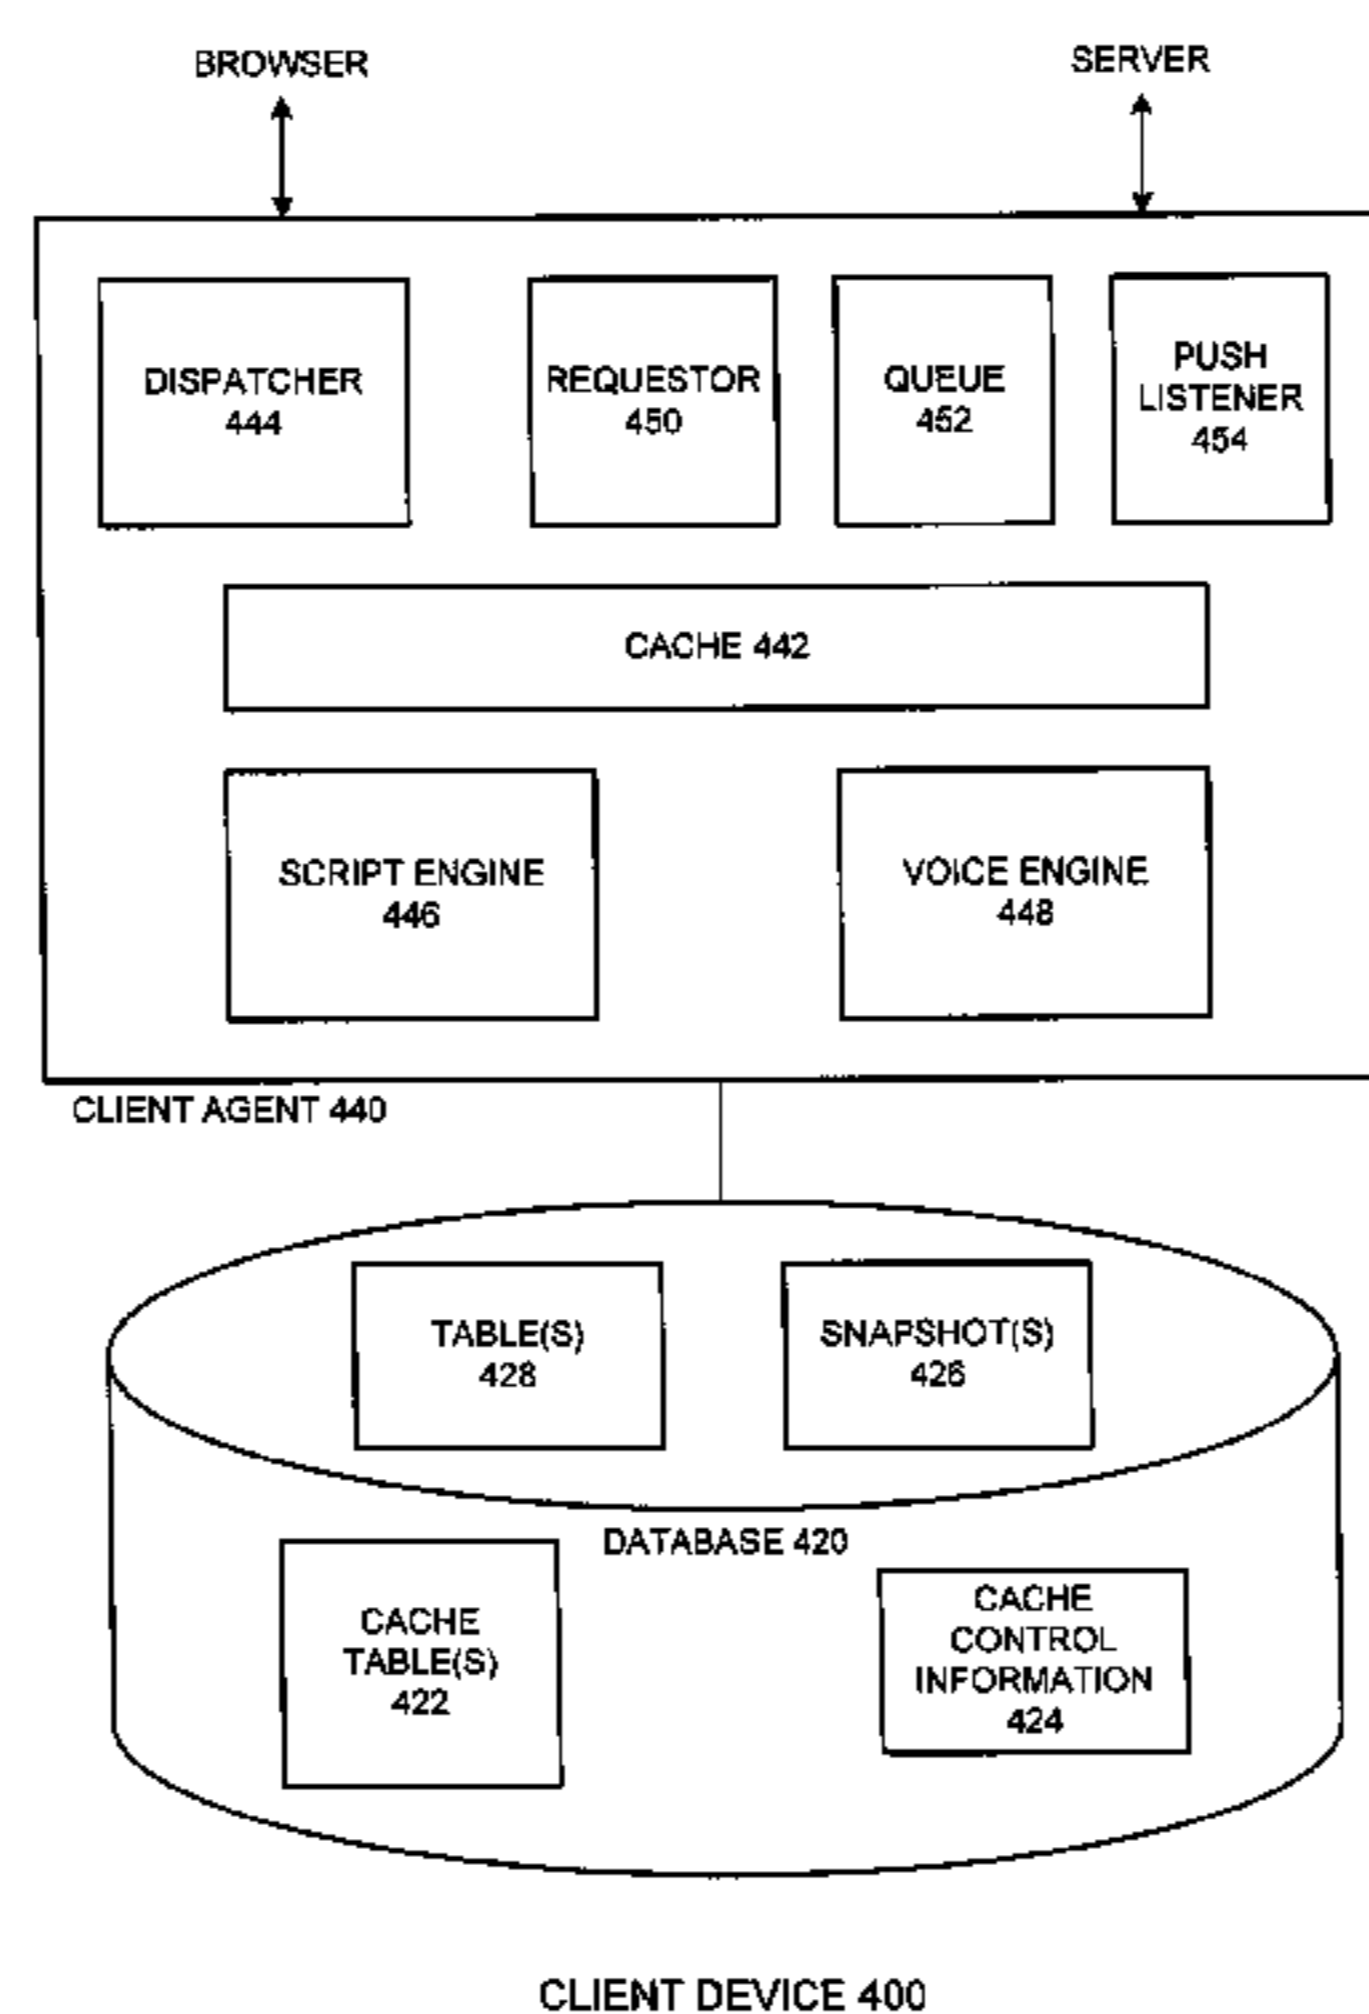 BROWSER
SERVER
DISPATCHER
444
REQUESTOR
450
QUEUE
452
PUSH
LISTENER
454
CACHE 442
SCRIPT ENGINE
446
VOICE ENGINE
448
CLIENT AGENT 440
TABLE(S)
428
SNAPSHOT(S)
426
DATABASE 420
CACHE
TABLE(S)
422
CACHE
CONTROL
INFORMATION
424
CLIENT DEVICE 400